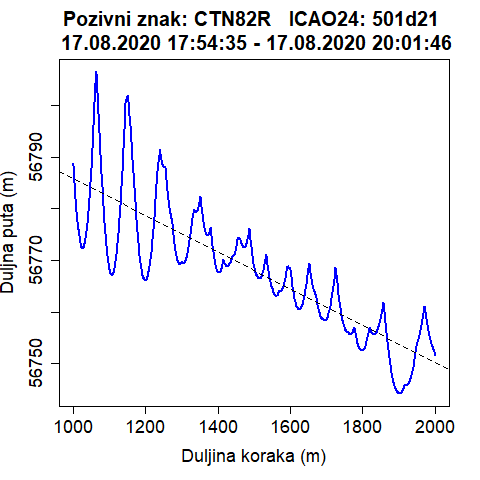 Pozivni znak: CTN82R   ICAO24: 501d21
17.08.2020 17:54:35 - 17.08.2020 20:01:46
Duljina puta (m)
56790
56770
56750
1000 1200 1400 1600 1800 2000
Duljina koraka (m)